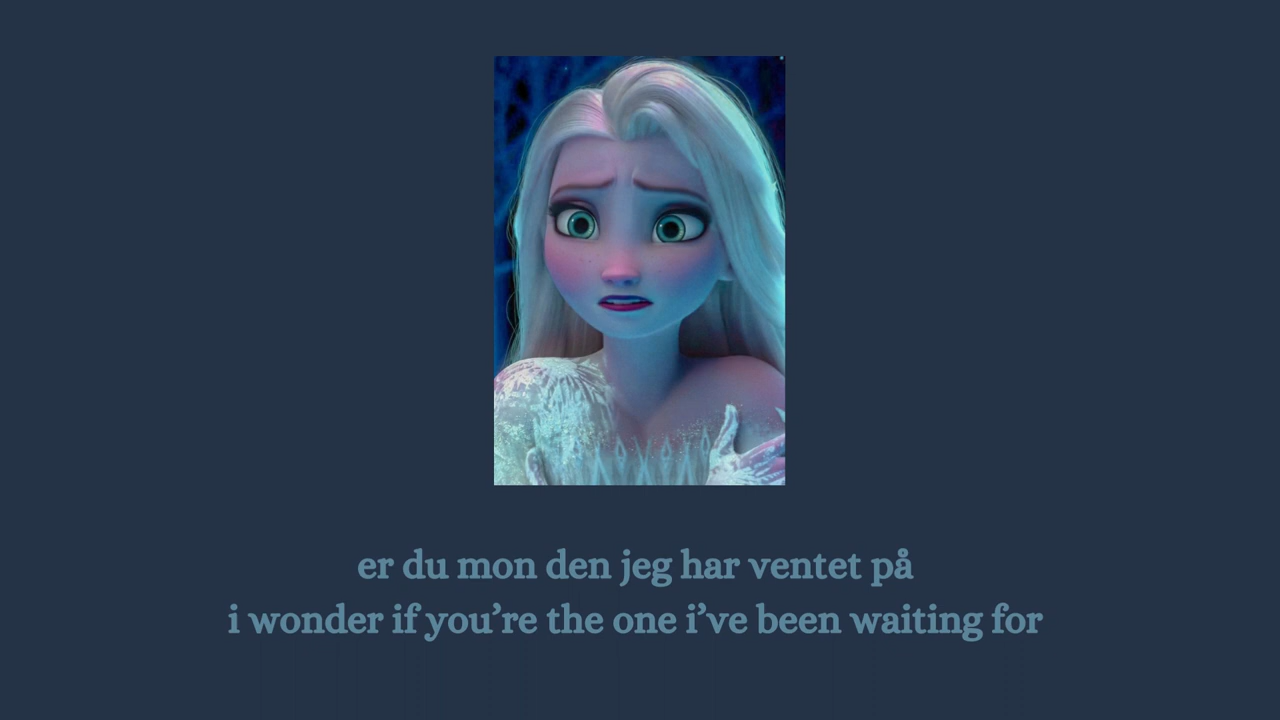 er du mon den jeg har ventet på
i wonder if you’re the one i’ve been waiting for